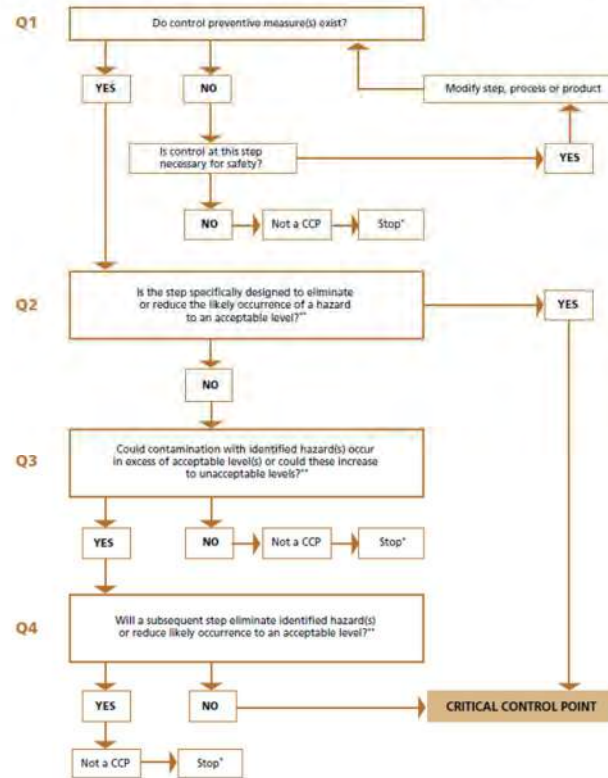 Q1
Do control preventive measure(s) exist?
YES
NO
Modify step, process or product
Is control at this step
necessary for safety?
YES
NO
Not a CCP
Stop*
Q2
Is the step specifically designed to eliminate
or reduce the likely occurrence of a hazard
to an acceptable level?**
YES
NO
Q3
Could contamination with identified hazard(s) occur
in excess of acceptable level(s) or could these increase
to unacceptable levels?**
YES
NO
Not a CCP
Stop*
Q4
Will a subsequent step eliminate identified hazard(s)
or reduce likely occurrence to an acceptable level?**
YES
NO
CRITICAL CONTROL POINT
Not a CCP
Stop*